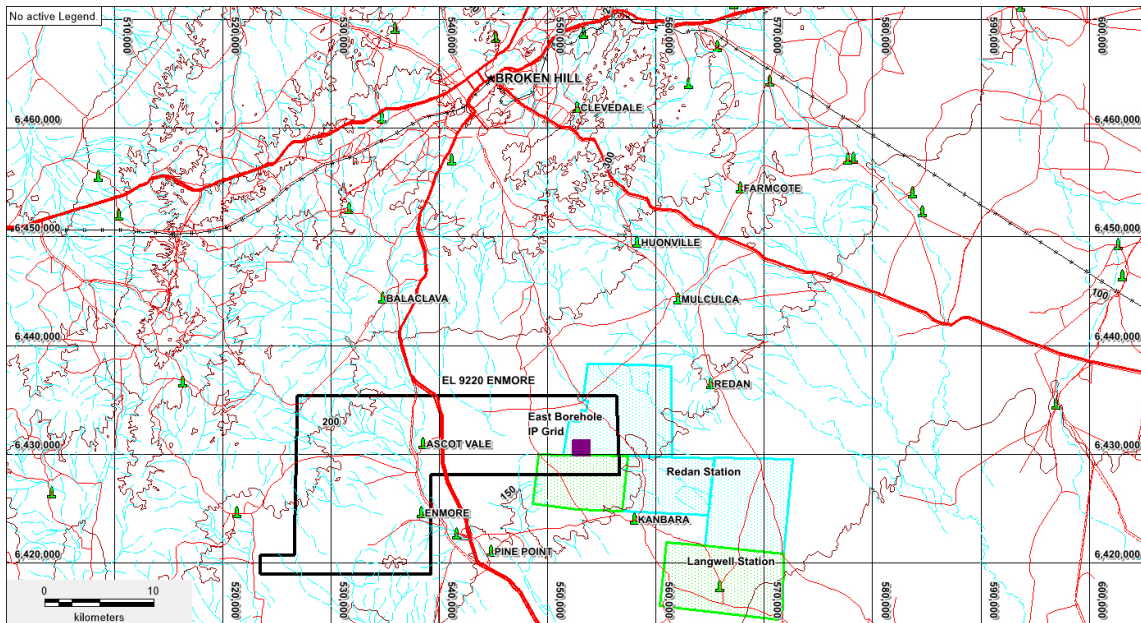 No active Legend.
510,000
520,000
530,000
540,000
550,000
560,000
570,000
580,000
590,000
600,000
BROKEN HILL
CLEVEDALE
6,460,000
6,460,000
300
FARMCOTE
6,450,000
6,450,000
HUONVILLE
BALACLAVA
MULCULCA
100
6,440,000
6,440,000
EL 9220 ENMORE
REDAN
200
East Borehole
IP Grid
ASCOT VALE
6,430,000
6,430,000
Redan Station
150
ENMORE
KANBARA
6,420,000
PINE POINT
6,420,000
Langwell Station
0
10
kilometers
520,000
530,000
540,000
550,000
560,000
570,000
580,000
590,000
600,000